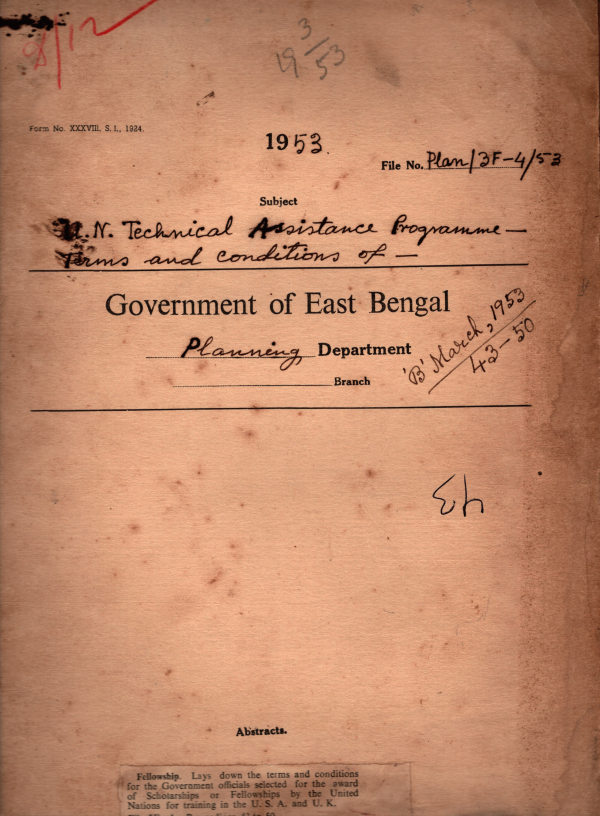 8/12
3
19/53
Form No. XXXVIII. S. I., 1924.
1953.
File No. Plan/3F-4/53
Subject
U.N. Technical Assistance Programme—
Terms and conditions of —
Government of East Bengal
Planning Department
Branch
'B' March, 1953
43-50
Abstracts.
Fellowship. Lays down the terms and conditions
for the Government officials selected for the award
of Scholarships or Fellowships by the United
Nations for training in the U. S. A. and U. K.